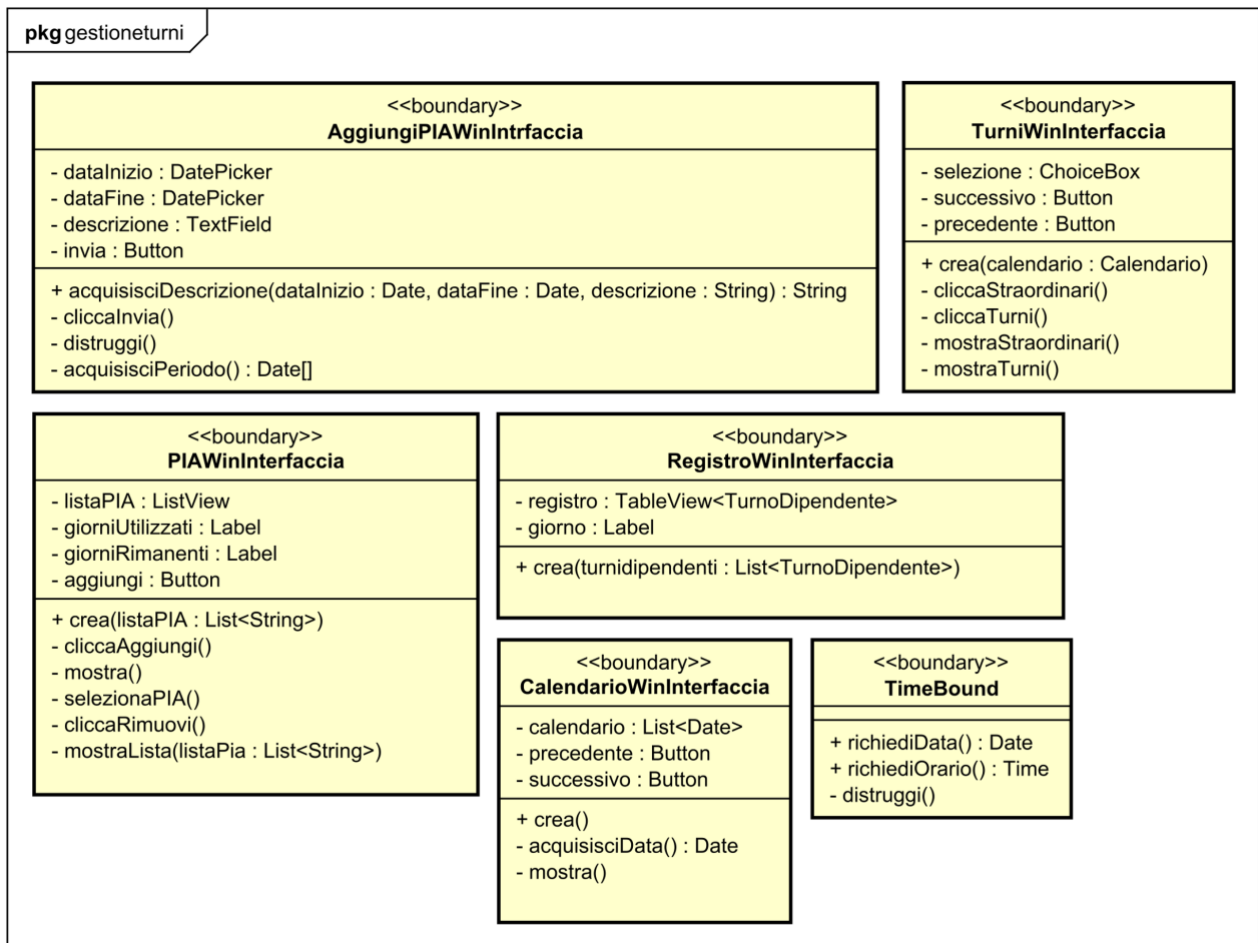 pkg gestioneturni
<<boundary>>
AggiungiPIAWinIntrfaccia
- dataInizio : DatePicker
- dataFine : DatePicker
- descrizione : TextField
- invia : Button
+ acquisisciDescrizione(dataInizio : Date, dataFine : Date, descrizione : String) : String
- cliccaInvia()
- distruggi()
- acquisisciPeriodo() : Date[]
<<boundary>>
TurniWinInterfaccia
- selezione : ChoiceBox
- successivo : Button
- precedente : Button
+ crea(calendario : Calendario)
- cliccaStraordinari()
- cliccaTurni()
- mostraStraordinari()
- mostraTurni()
<<boundary>>
PIAWinInterfaccia
- listaPIA : ListView
- giorniUtilizzati : Label
- giorniRimanenti : Label
- aggiungi : Button
+ crea(listaPIA : List<String>)
- cliccaAggiungi()
- mostra()
- selezionaPIA()
- cliccaRimuovi()
- mostraLista(listaPia : List<String>)
<<boundary>>
RegistroWinInterfaccia
- registro : TableView<TurnoDipendente>
- giorno : Label
+ crea(turnidipendenti : List<TurnoDipendente>)
<<boundary>>
CalendarioWinInterfaccia
- calendario : List<Date>
- precedente : Button
- successivo : Button
+ crea()
- acquisisciData() : Date
- mostra()
<<boundary>>
TimeBound
+ richiediData() : Date
+ richiediOrario() : Time
- distruggi()